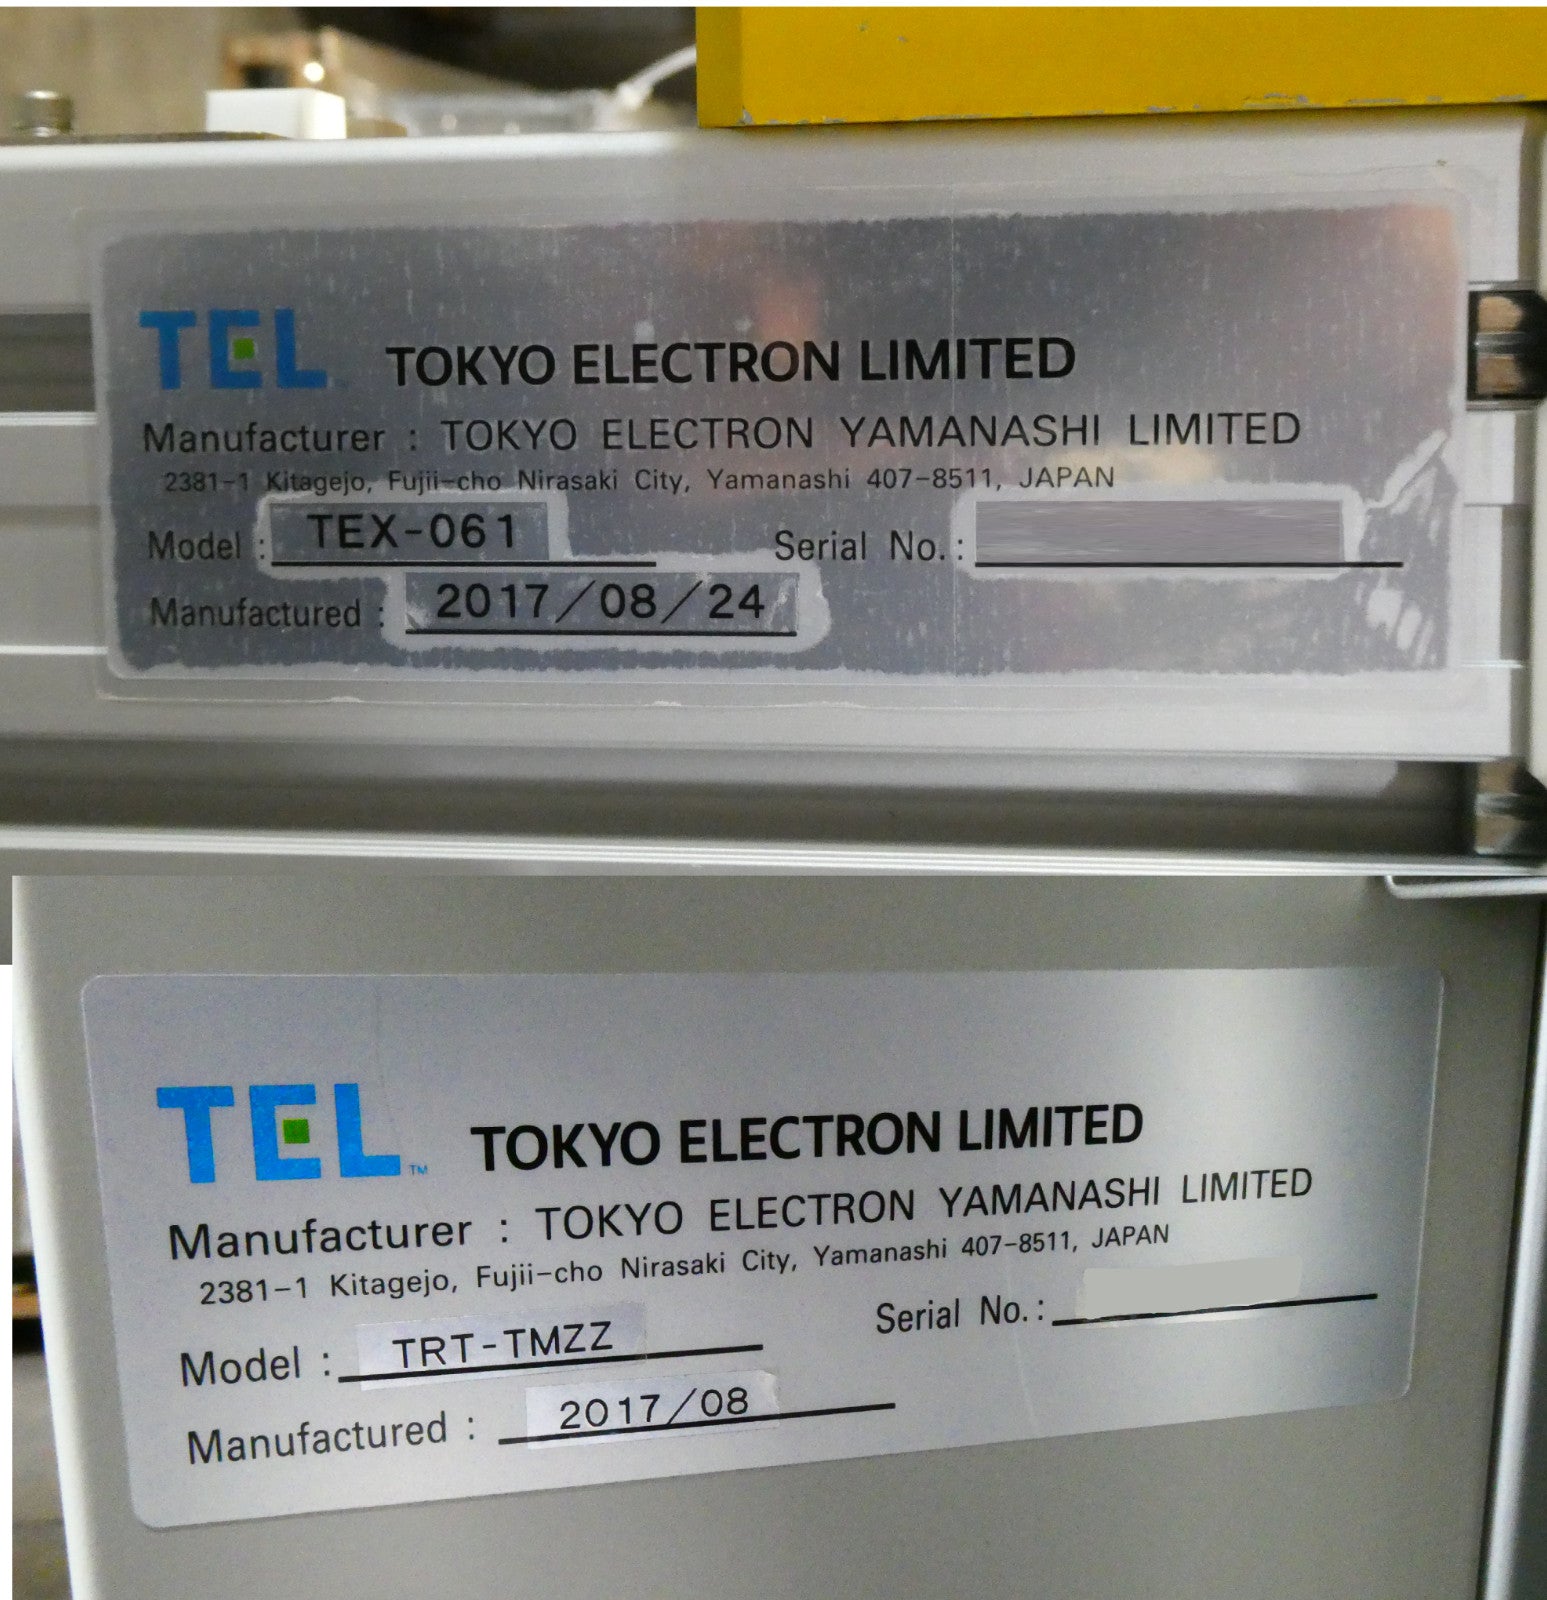 TEL TOKYO ELECTRON LIMITED
Manufacturer : TOKYO ELECTRON YAMANASHI LIMITED
2381-1 Kitagejo, Fujii-cho Nirasaki City, Yamanashi 407-8511, JAPAN
Model : TEX-061 Serial No. :
Manufactured : 2017/08/24
TEL™ TOKYO ELECTRON LIMITED
Manufacturer : TOKYO ELECTRON YAMANASHI LIMITED
2381-1 Kitagejo, Fujii-cho Nirasaki City, Yamanashi 407-8511, JAPAN
Model : TRT-TMZZ Serial No. :
Manufactured : 2017/08